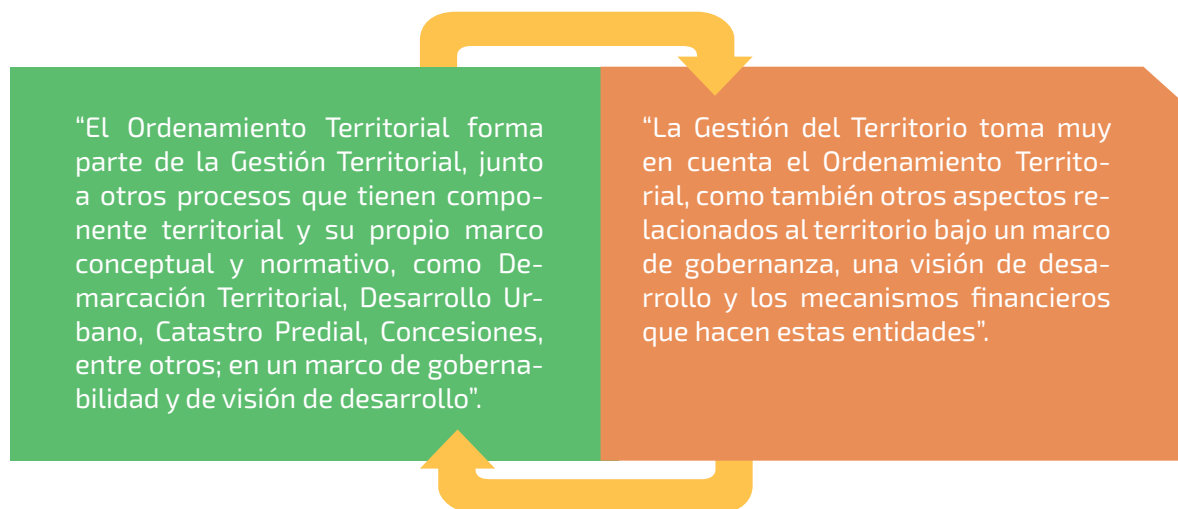 “El Ordenamiento Territorial forma
parte de la Gestión Territorial, junto
a otros procesos que tienen compo-
nente territorial y su propio marco
conceptual y normativo, como De-
marcación Territorial, Desarrollo Ur-
bano, Catastro Predial, Concesiones,
entre otros; en un marco de goberna-
bilidad y de visión de desarrollo”.
“La Gestión del Territorio toma muy
en cuenta el Ordenamiento Territo-
rial, como también otros aspectos re-
lacionados al territorio bajo un marco
de gobernanza, una visión de desa-
rrollo y los mecanismos financieros
que hacen estas entidades”.